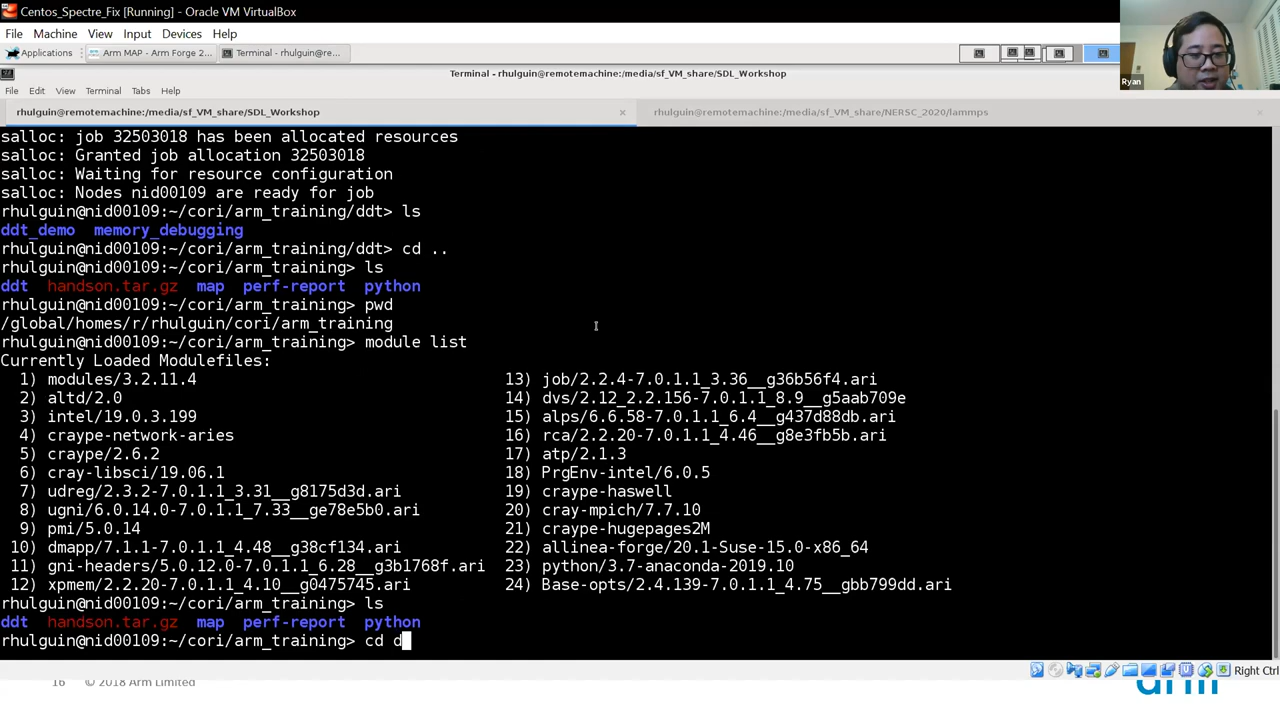 Centos_Spectre_Fix [Running] - Oracle VM VirtualBox
File Machine View Input Devices Help
Applications Arm MAP - Arm Forge 2... Terminal - rhulguin@re...
Terminal - rhulguin@remotemachine:/media/sf_VM_share/SDL_Workshop
Ryan
File Edit View Terminal Tabs Help
rhulguin@remotemachine:/media/sf_VM_share/SDL_Workshop × rhulguin@remotemachine:/media/sf_VM_share/NERSC_2020/lammps ×
salloc: job 32503018 has been allocated resources
salloc: Granted job allocation 32503018
salloc: Waiting for resource configuration
salloc: Nodes nid00109 are ready for job
rhulguin@nid00109:~/cori/arm_training/ddt> ls
ddt_demo memory_debugging
rhulguin@nid00109:~/cori/arm_training/ddt> cd ..
rhulguin@nid00109:~/cori/arm_training> ls
ddt handson.tar.gz map perf-report python
rhulguin@nid00109:~/cori/arm_training> pwd
/global/homes/r/rhulguin/cori/arm_training
rhulguin@nid00109:~/cori/arm_training> module list
Currently Loaded Modulefiles:
1) modules/3.2.11.4 13) job/2.2.4-7.0.1.1_3.36__g36b56f4.ari
2) altd/2.0 14) dvs/2.12_2.2.156-7.0.1.1_8.9__g5aab709e
3) intel/19.0.3.199 15) alps/6.6.58-7.0.1.1_6.4__g437d88db.ari
4) craype-network-aries 16) rca/2.2.20-7.0.1.1_4.46__g8e3fb5b.ari
5) craype/2.6.2 17) atp/2.1.3
6) cray-libsci/19.06.1 18) PrgEnv-intel/6.0.5
7) udreg/2.3.2-7.0.1.1_3.31__g8175d3d.ari 19) craype-haswell
8) ugni/6.0.14.0-7.0.1.1_7.33__ge78e5b0.ari 20) cray-mpich/7.7.10
9) pmi/5.0.14 21) craype-hugepages2M
10) dmapp/7.1.1-7.0.1.1_4.48__g38cf134.ari 22) allinea-forge/20.1-Suse-15.0-x86_64
11) gni-headers/5.0.12.0-7.0.1.1_6.28__g3b1768f.ari 23) python/3.7-anaconda-2019.10
12) xpmem/2.2.20-7.0.1.1_4.10__g0475745.ari 24) Base-opts/2.4.139-7.0.1.1_4.75__gbb799dd.ari
rhulguin@nid00109:~/cori/arm_training> ls
ddt handson.tar.gz map perf-report python
rhulguin@nid00109:~/cori/arm_training> cd d
Right Ctrl
16 © 2018 Arm Limited
arm